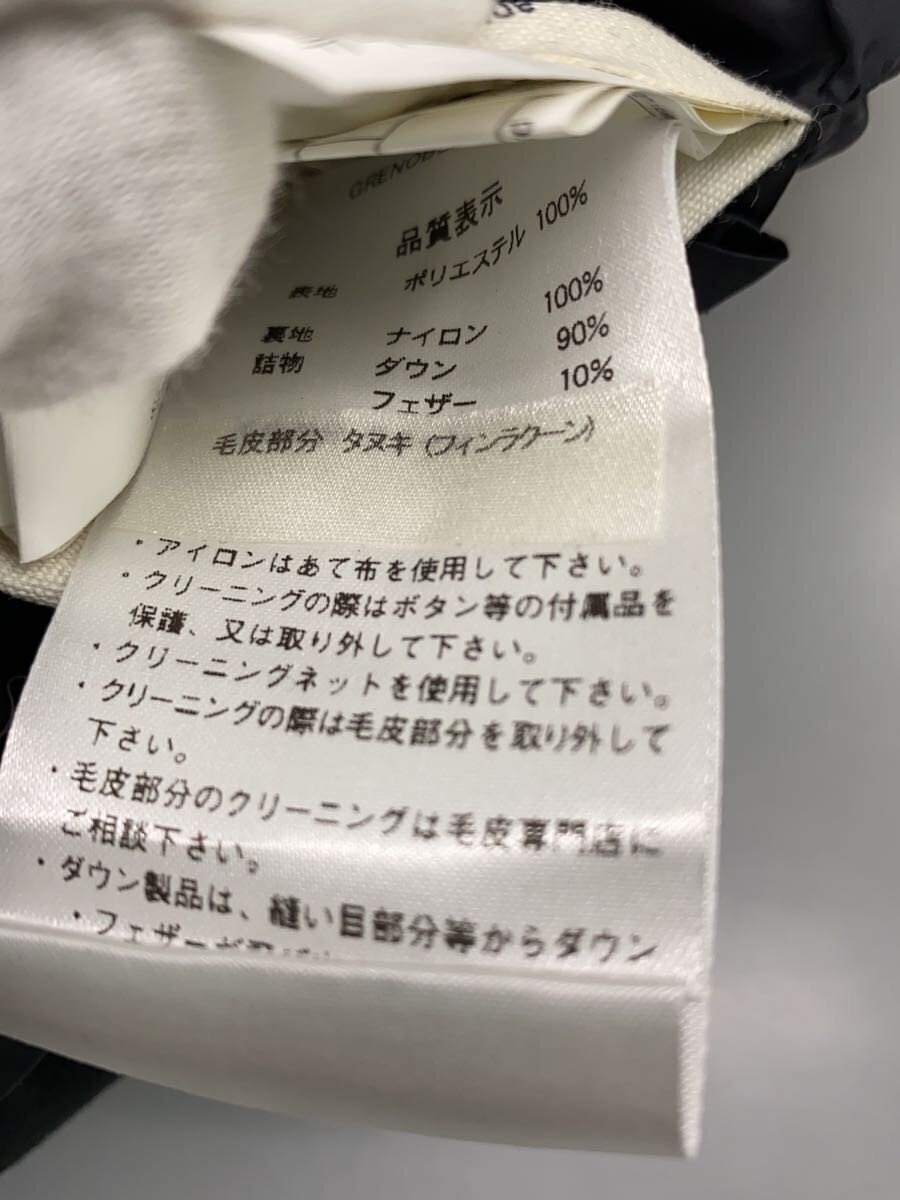 品質表示
表地 ポリエステル 100%
裏地 ナイロン 100%
詰物 ダウン 90%
フェザー 10%
毛皮部分 タヌキ(フィンラクーン)
・アイロンはあて布を使用して下さい。
・クリーニングの際はボタン等の付属品を
保護、又は取り外して下さい。
・クリーニングネットを使用して下さい。
・クリーニングの際は毛皮部分を取り外して
下さい。
・毛皮部分のクリーニングは毛皮専門店に
ご相談下さい。
・ダウン製品は、縫い目部分等からダウン
・フェザーが